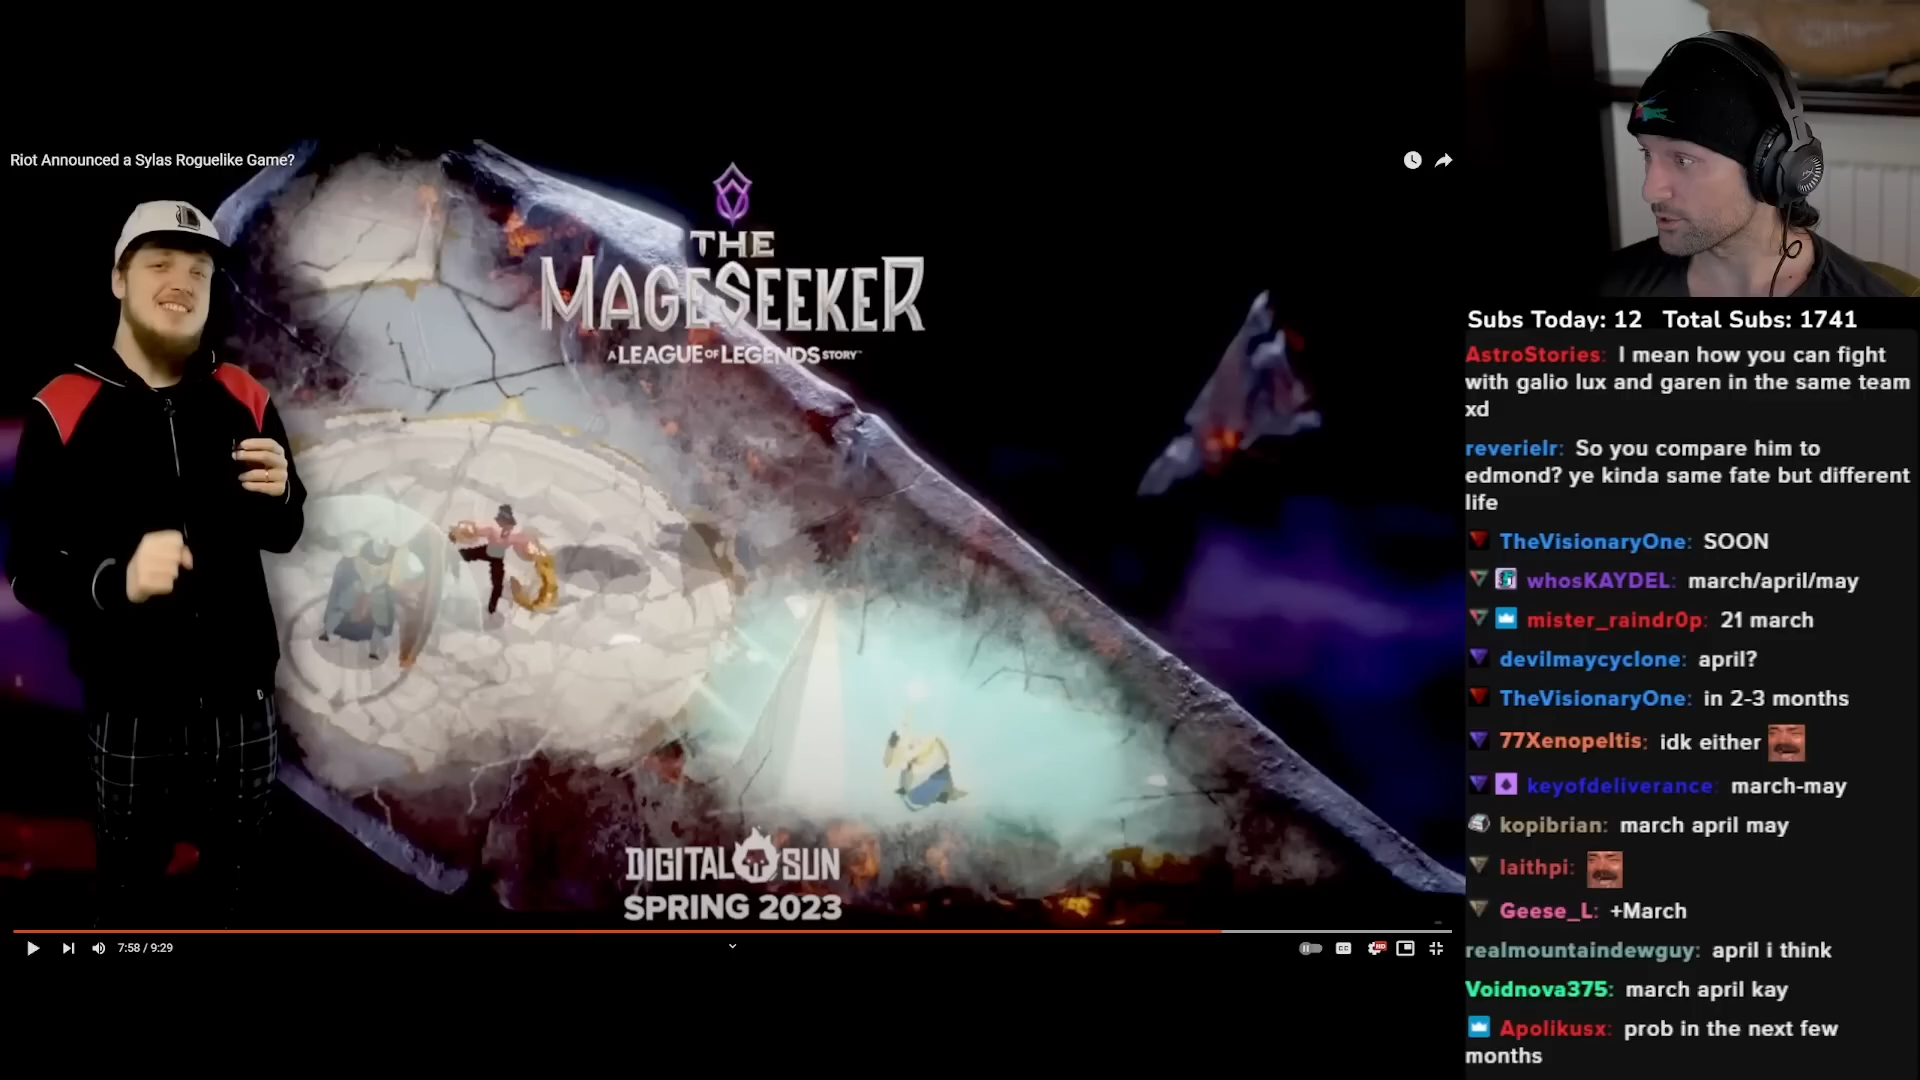 Riot Announced a Sylas Roguelike Game?
THE
MAGESEEKER
A LEAGUE OF LEGENDS STORY™
DIGITAL SUN
SPRING 2023
7:58 / 9:29
CC
HD
Subs Today: 12 Total Subs: 1741
AstroStories: I mean how you can fight
with galio lux and garen in the same team
xd
reverielr: So you compare him to
edmond? ye kinda same fate but different
life
TheVisionaryOne: SOON
whosKAYDEL: march/april/may
mister_raindr0p: 21 march
devilmaycyclone: april?
TheVisionaryOne: in 2-3 months
77Xenopeltis: idk either
keyofdeliverance: march-may
kopibrian: march april may
laithpi:
Geese_L: +March
realmountaindewguy: april i think
Voidnova375: march april kay
Apolikusx: prob in the next few
months